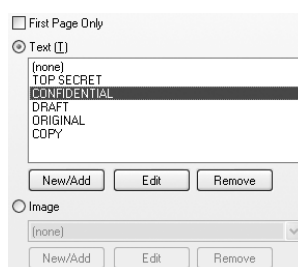 First Page Only
Text (T)
(none)
TOP SECRET
CONFIDENTIAL
DRAFT
ORIGINAL
COPY
New/Add Edit Remove
Image
(none)
New/Add Edit Remove